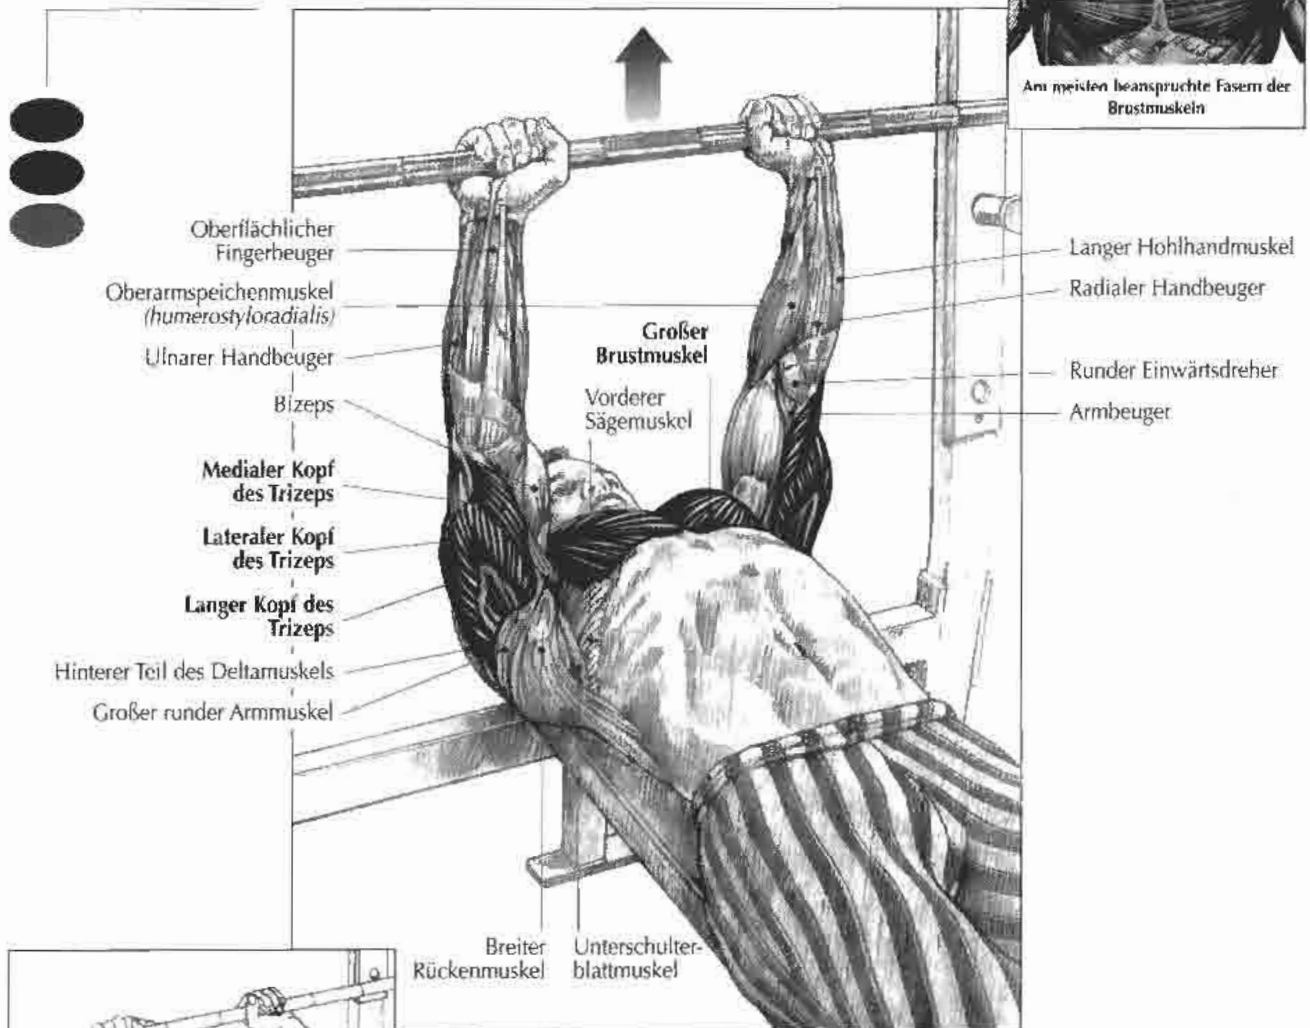 Am meisten beanspruchte Fasern der
Brustmuskeln
Oberflächlicher
Fingerbeuger
Oberarmspeichenmuskel
(humerostyloradialis)
Ulnarer Handbeuger
Bizeps
Medialer Kopf
des Trizeps
Lateraler Kopf
des Trizeps
Langer Kopf des
Trizeps
Hinterer Teil des Deltamuskels
Großer runder Armmuskel
Großer
Brustmuskel
Vorderer
Sägemuskel
Langer Hohlhandmuskel
Radialer Handbeuger
Runder Einwärtsdreher
Armbeuger
Breiter
Rückenmuskel
Unterschulter-
blattmuskel